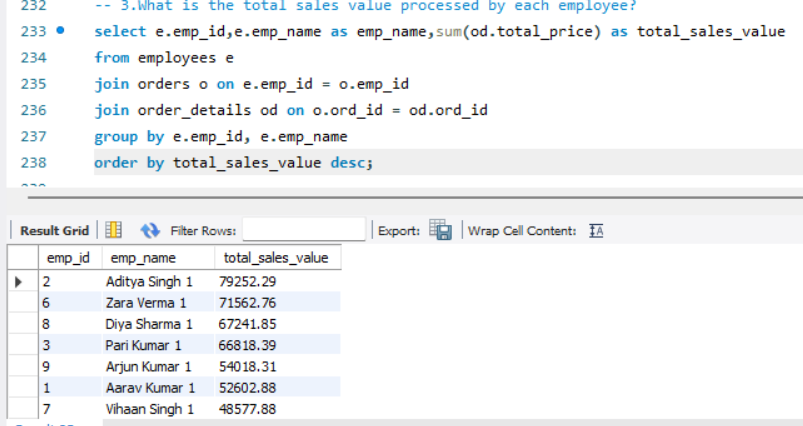 232 -- 3.What is the total sales value processed by each employee?
233 select e.emp_id,e.emp_name as emp_name,sum(od.total_price) as total_sales_value
234 from employees e
235 join orders o on e.emp_id = o.emp_id
236 join order_details od on o.ord_id = od.ord_id
237 group by e.emp_id, e.emp_name
238 order by total_sales_value desc;
Result Grid Filter Rows: Export: Wrap Cell Content: IA
emp_id emp_name total_sales_value
2 Aditya Singh 1 79252.29
6 Zara Verma 1 71562.76
8 Diya Sharma 1 67241.85
3 Pari Kumar 1 66818.39
9 Arjun Kumar 1 54018.31
1 Aarav Kumar 1 52602.88
7 Vihaan Singh 1 48577.88